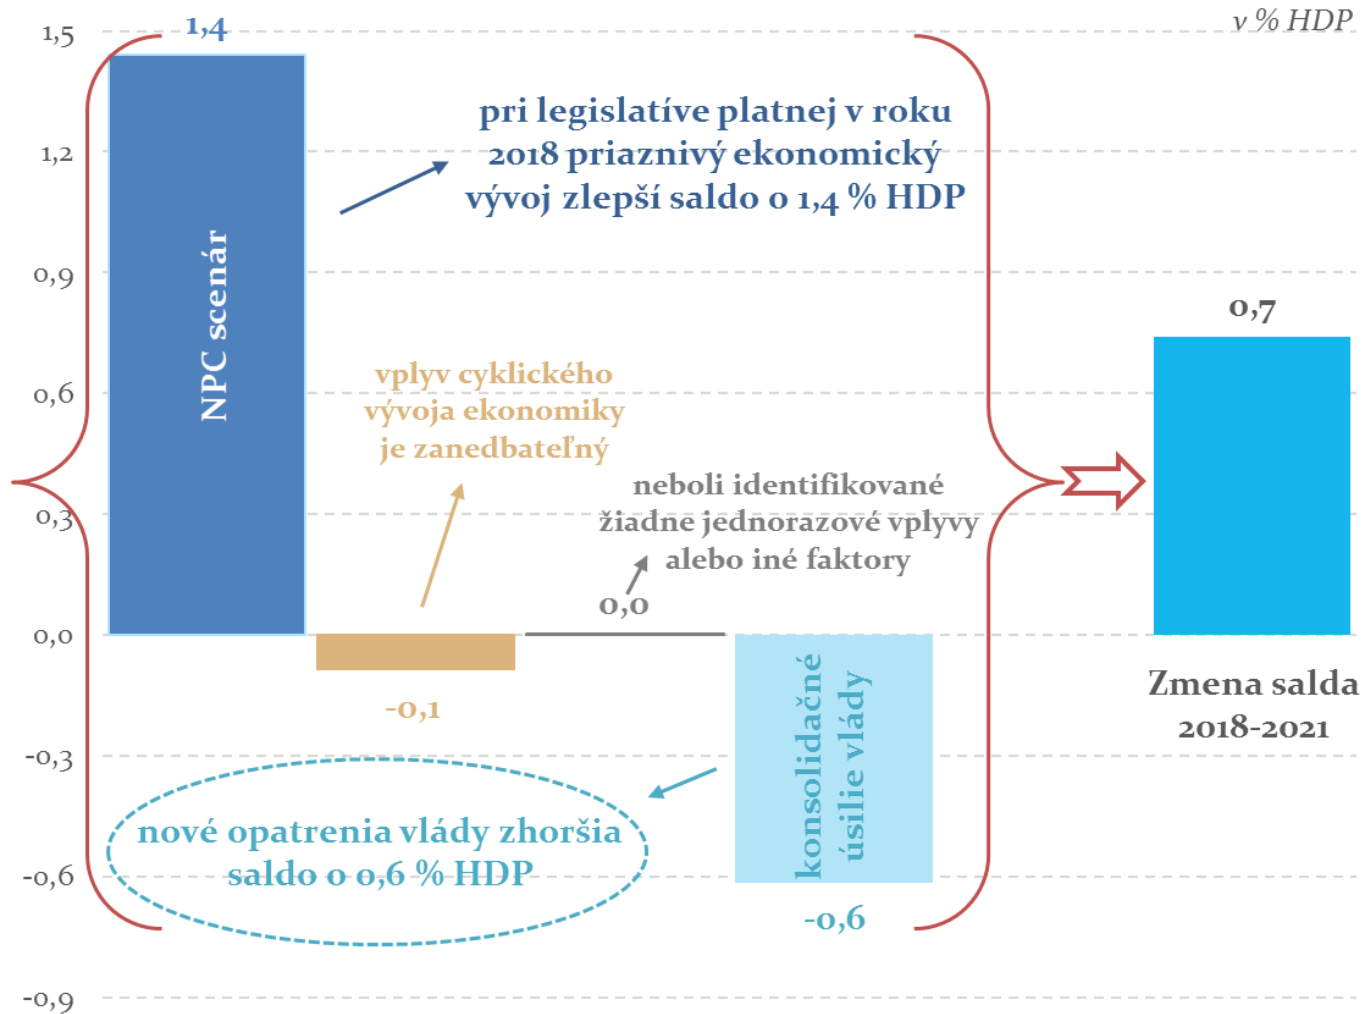 v % HDP
1,5
1,2
0,9
0,6
0,3
0,0
-0,3
-0,6
-0,9
1,4
NPC scenár
pri legislatíve platnej v roku
2018 priaznivý ekonomický
vývoj zlepší saldo o 1,4 % HDP
vplyv cyklického
vývoja ekonomiky
je zanedbateľný
-0,1
neboli identifikované
žiadne jednorazové vplyvy
alebo iné faktory
0,0
konsolidačné
úsilie vlády
-0,6
nové opatrenia vlády zhoršia
saldo o 0,6 % HDP
0,7
Zmena salda
2018-2021